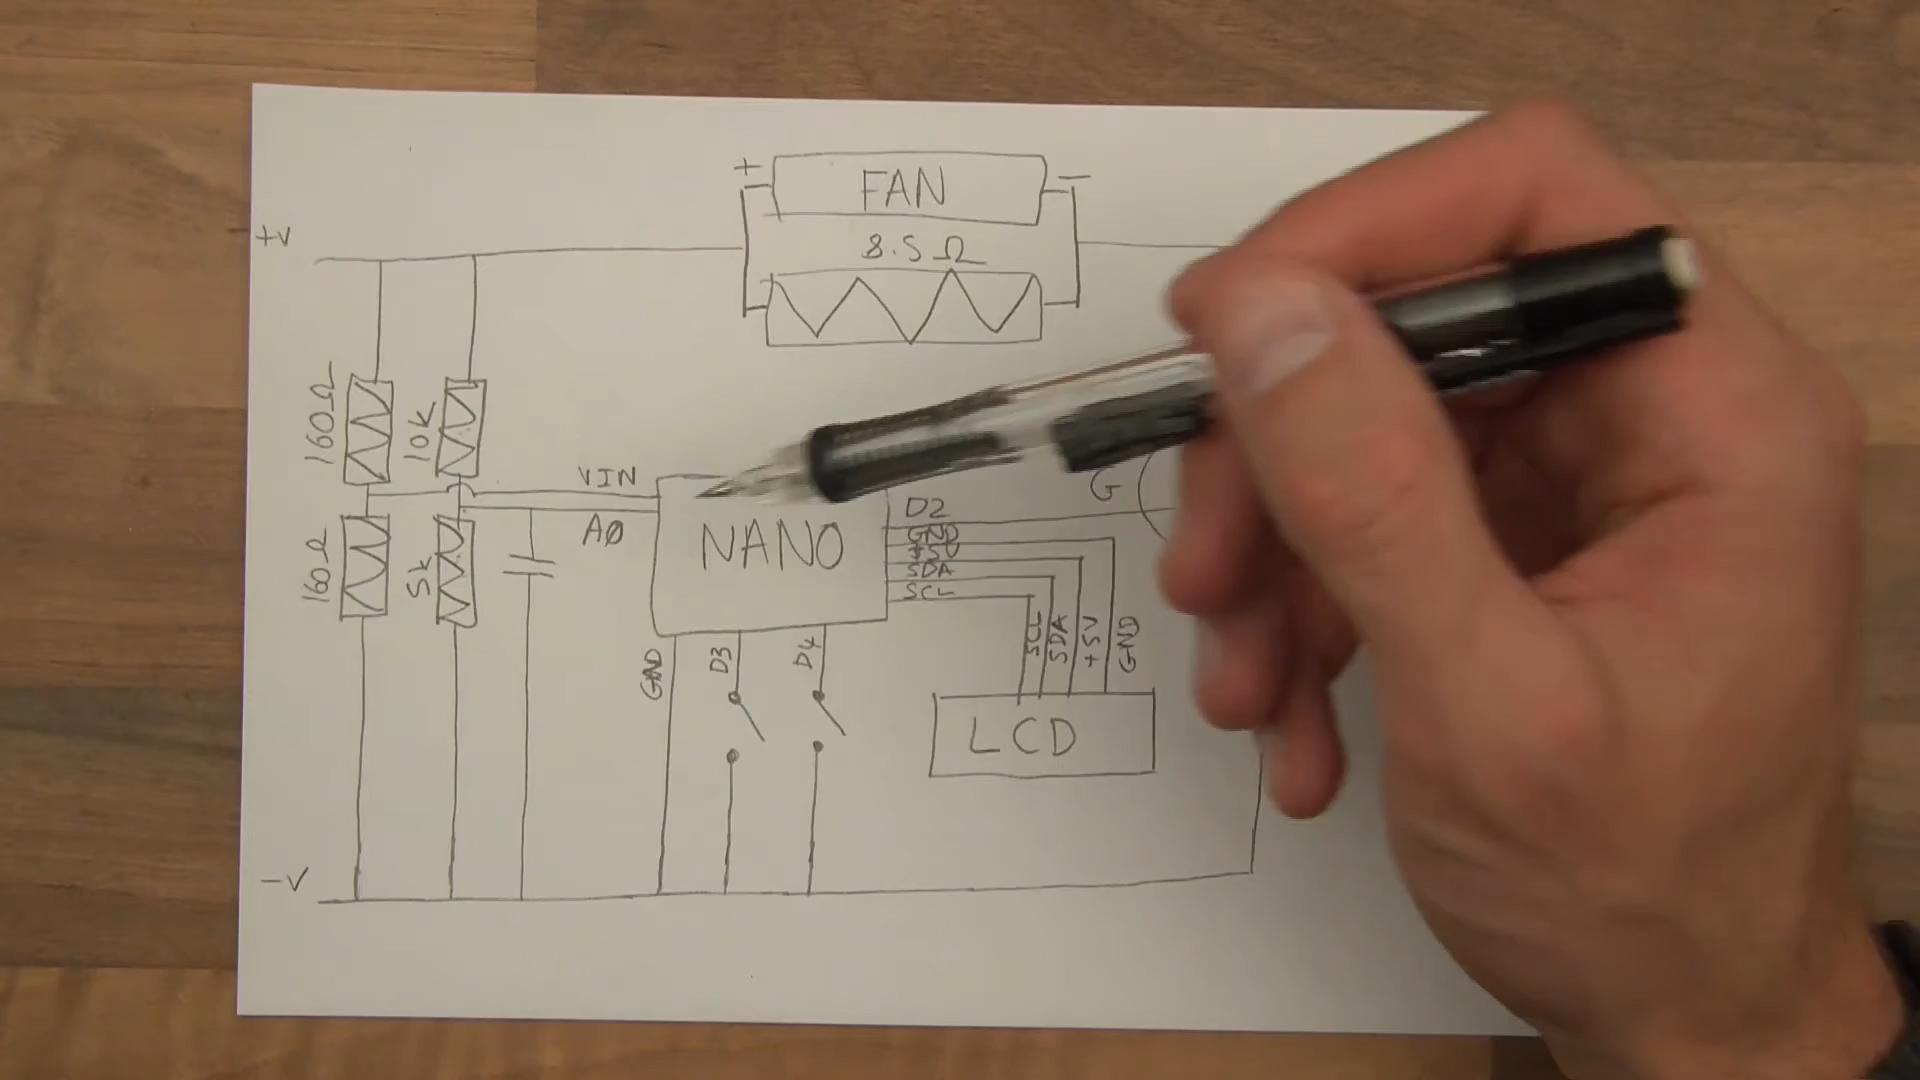 + FAN −
+V
8.5Ω
160Ω
10k
VIN
G
D2
A0
GND
NANO
+5V
SDA
160Ω
5k
SCL
SCL
SDA
+5V
GND
GND
D3
D4
LCD
−V